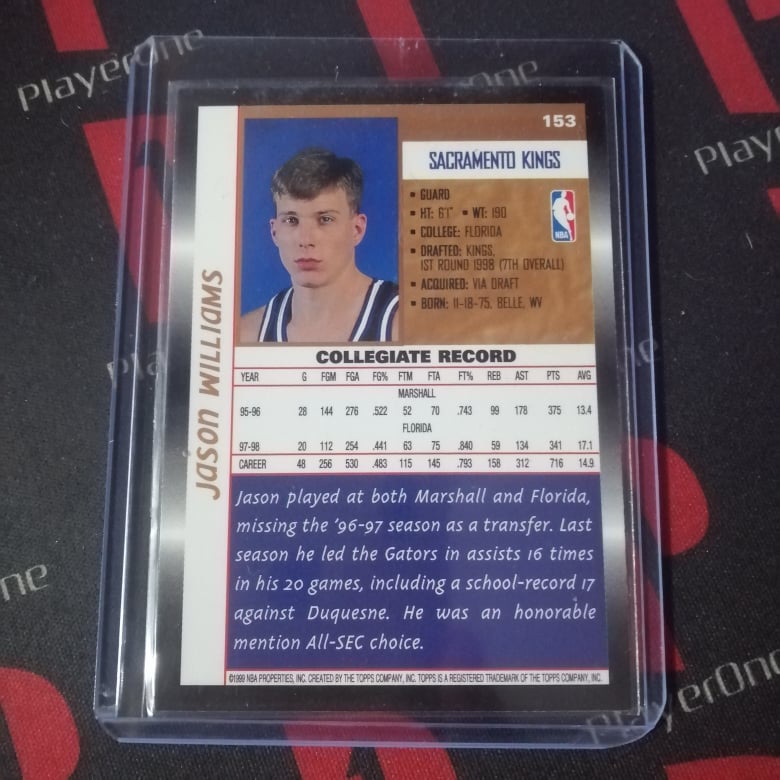 PlayerOne
153
SACRAMENTO KINGS
▪ GUARD
▪ HT: 6'1" ▪ WT: 190
▪ COLLEGE: FLORIDA
▪ DRAFTED: KINGS,
1ST ROUND 1998 (7TH OVERALL)
▪ ACQUIRED: VIA DRAFT
▪ BORN: 11-18-75, BELLE, WV
NBA
Jason WILLIAMS
COLLEGIATE RECORD
YEAR G FGM FGA FG% FTM FTA FT% REB AST PTS AVG
MARSHALL
95-96 28 144 276 .522 52 70 .743 99 178 375 13.4
FLORIDA
97-98 20 112 254 .441 63 75 .840 59 134 341 17.1
CAREER 48 256 530 .483 115 145 .793 158 312 716 14.9
Jason played at both Marshall and Florida,
missing the '96-97 season as a transfer. Last
season he led the Gators in assists 16 times
in his 20 games, including a school-record 17
against Duquesne. He was an honorable
mention All-SEC choice.
©1999 NBA PROPERTIES, INC. CREATED BY THE TOPPS COMPANY, INC. TOPPS IS A REGISTERED TRADEMARK OF THE TOPPS COMPANY, INC.
PlayerOne